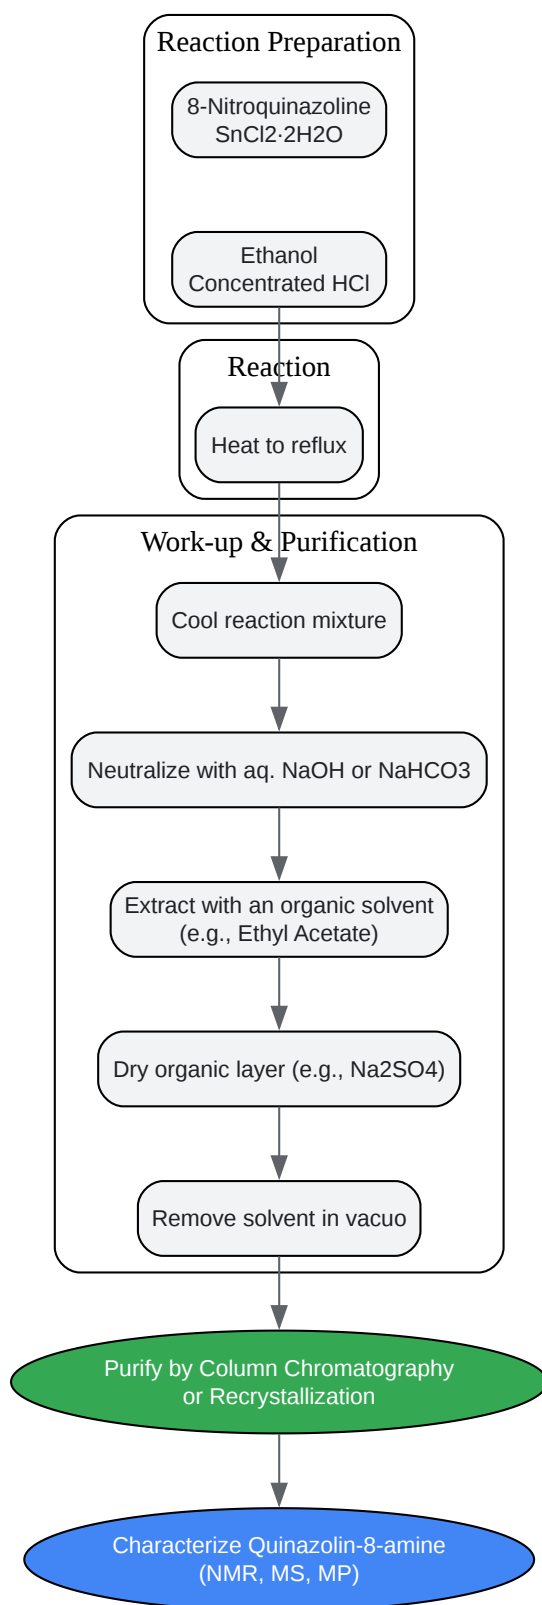 Reaction Preparation
8-Nitroquinazoline
SnCl2·2H2O
Ethanol
Concentrated HCl
Reaction
Heat to reflux
Work-up & Purification
Cool reaction mixture
Neutralize with aq. NaOH or NaHCO3
Extract with an organic solvent
(e.g., Ethyl Acetate)
Dry organic layer (e.g., Na2SO4)
Remove solvent in vacuo
Purify by Column Chromatography
or Recrystallization
Characterize Quinazolin-8-amine
(NMR, MS, MP)